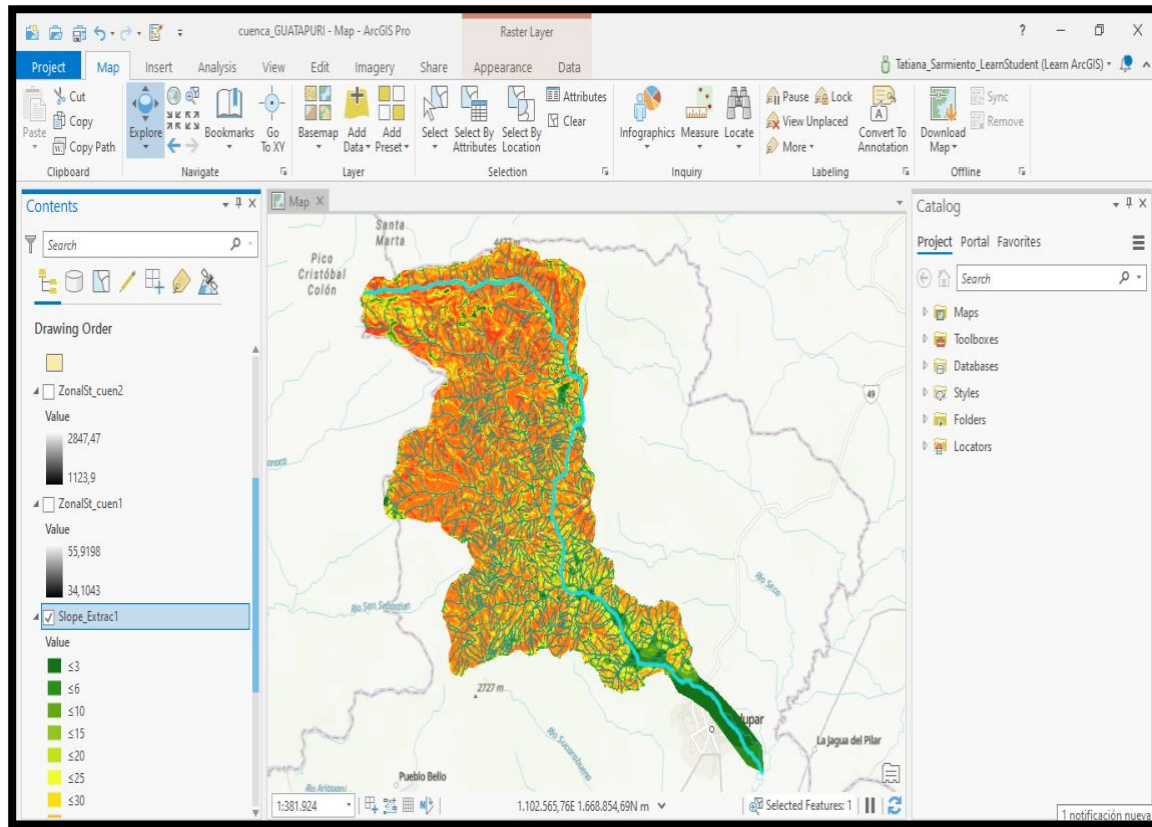 cuenca_GUATAPURI - Map - ArcGIS Pro
Raster Layer
?
Project
Map
Insert
Analysis
View
Edit
Imagery
Share
Appearance
Data
Tatiana_Sarmiento_LearnStudent (Learn ArcGIS)
Paste
Cut
Copy
Copy Path
Clipboard
Explore
Bookmarks
Go
To XY
Navigate
Basemap
Add
Data
Add
Preset
Layer
Select
Select By
Attributes
Select By
Location
Attributes
Clear
Selection
Infographics
Measure
Locate
Inquiry
Pause
Lock
View Unplaced
More
Convert To
Annotation
Labeling
Download
Map
Sync
Remove
Offline
Contents
Search
Drawing Order
ZonalSt_cuen2
Value
2847,47
1123,9
ZonalSt_cuen1
Value
55,9198
34,1043
Slope_Extrac1
Value
≤3
≤6
≤10
≤15
≤20
≤25
≤30
Map
Santa
Marta
Pico
Cristóbal
Colón
49
Río San Sebastián
Río Seco
2727 m
upar
La Jagua del Pilar
Pueblo Bello
1:381.924
1.102.565,76E 1.668.854,69N m
Selected Features: 1
Catalog
Project
Portal
Favorites
Search
Maps
Toolboxes
Databases
Styles
Folders
Locators
1 notificación nueva